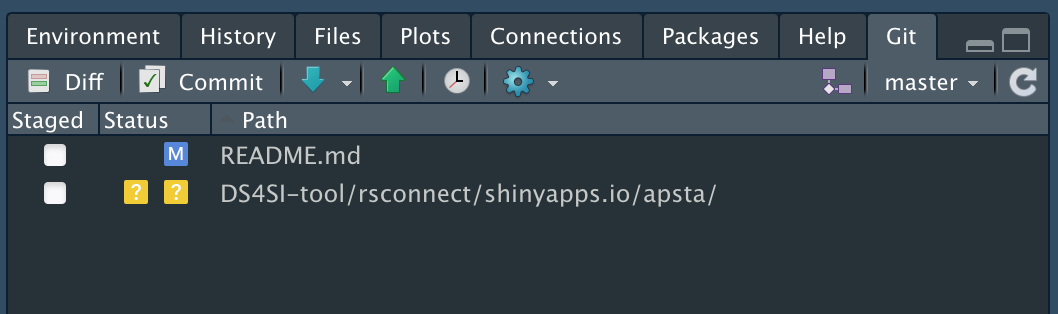 Environment History Files Plots Connections Packages Help Git
Diff Commit master
Staged Status Path
M README.md
? ? DS4SI-tool/rsconnect/shinyapps.io/apsta/